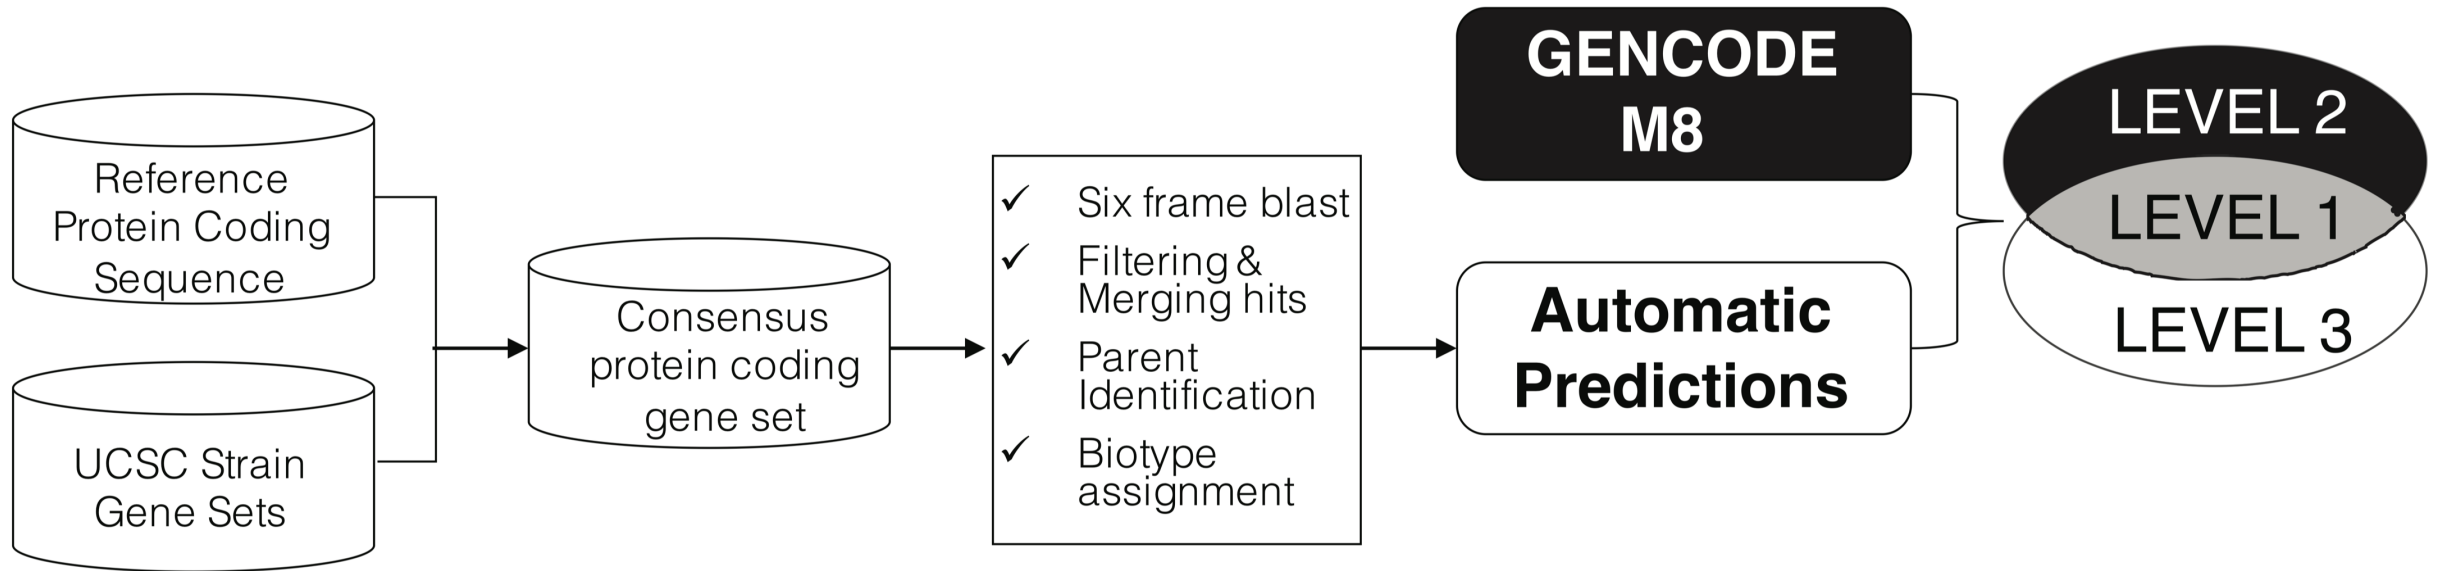 Reference
Protein Coding
Sequence
UCSC Strain
Gene Sets
Consensus
protein coding
gene set
✓ Six frame blast
✓ Filtering &
Merging hits
✓ Parent
Identification
✓ Biotype
assignment
GENCODE
M8
Automatic
Predictions
LEVEL 2
LEVEL 1
LEVEL 3